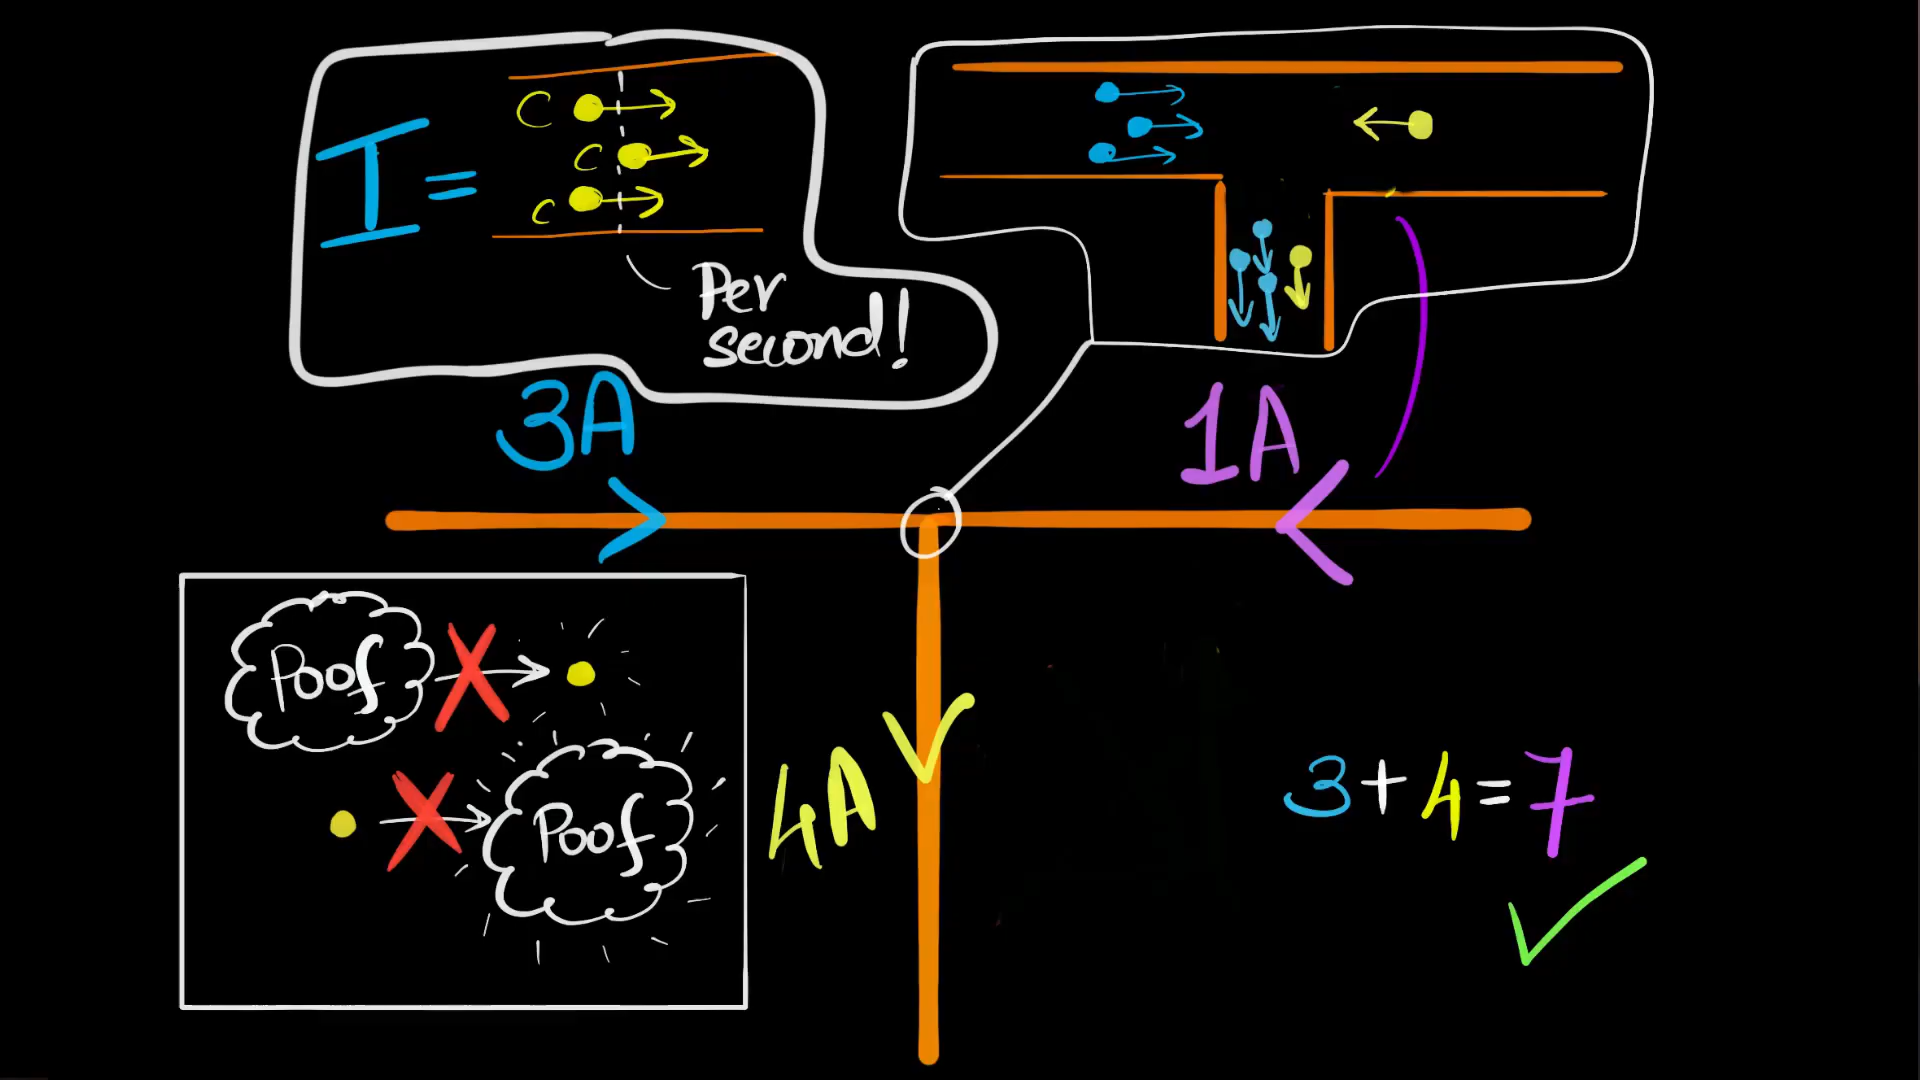 I =
C
C
C
Per
second!
3A
1A
Poof
Poof
4A
3+4=7